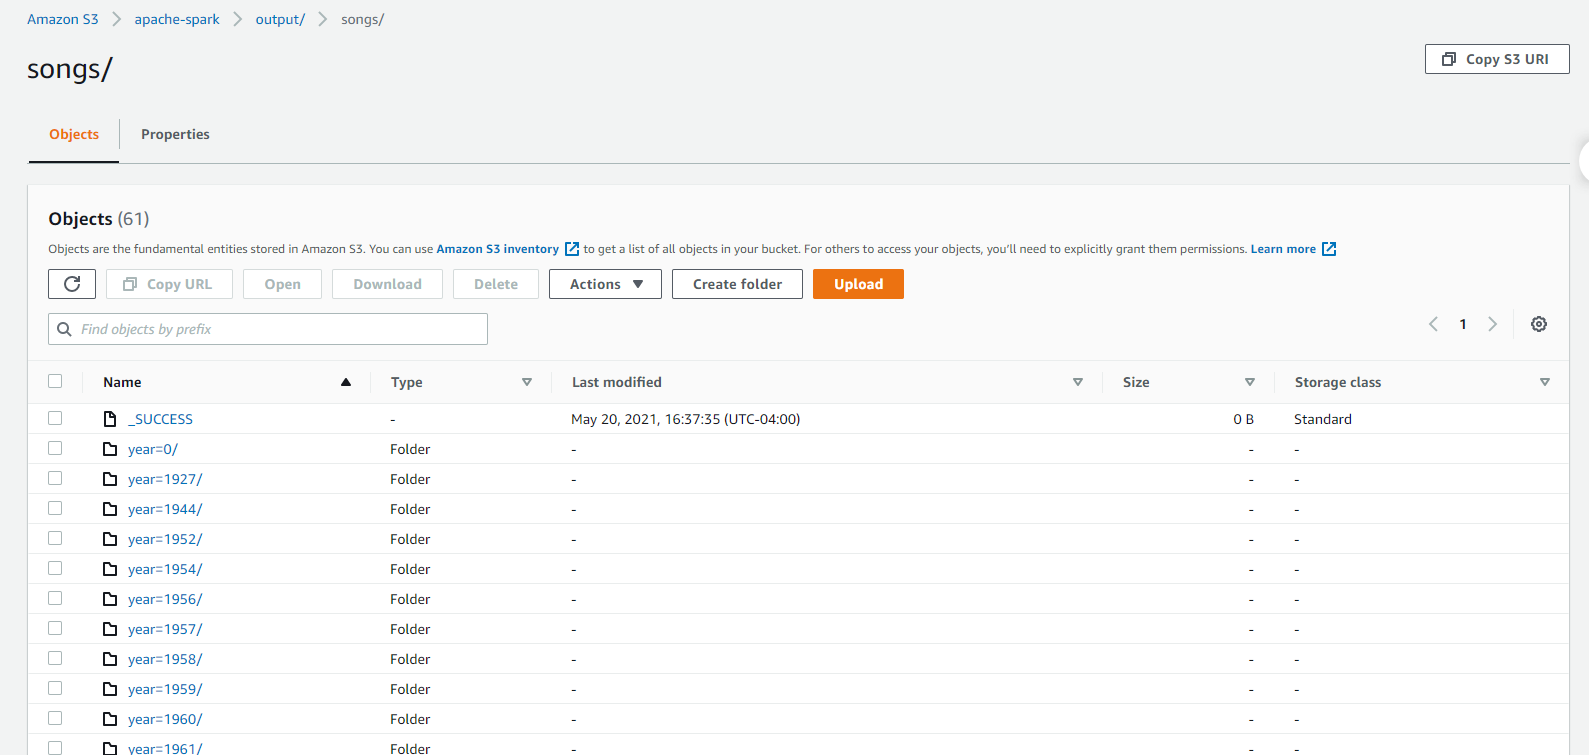 Amazon S3 > apache-spark > output/ > songs/
songs/
Copy S3 URI
Objects Properties
Objects (61)
Objects are the fundamental entities stored in Amazon S3. You can use Amazon S3 inventory to get a list of all objects in your bucket. For others to access your objects, you'll need to explicitly grant them permissions. Learn more
Copy URL Open Download Delete Actions Create folder Upload
Find objects by prefix
1
Name Type Last modified Size Storage class
_SUCCESS - May 20, 2021, 16:37:35 (UTC-04:00) 0 B Standard
year=0/ Folder - - -
year=1927/ Folder - - -
year=1944/ Folder - - -
year=1952/ Folder - - -
year=1954/ Folder - - -
year=1956/ Folder - - -
year=1957/ Folder - - -
year=1958/ Folder - - -
year=1959/ Folder - - -
year=1960/ Folder - - -
year=1961/ Folder - - -